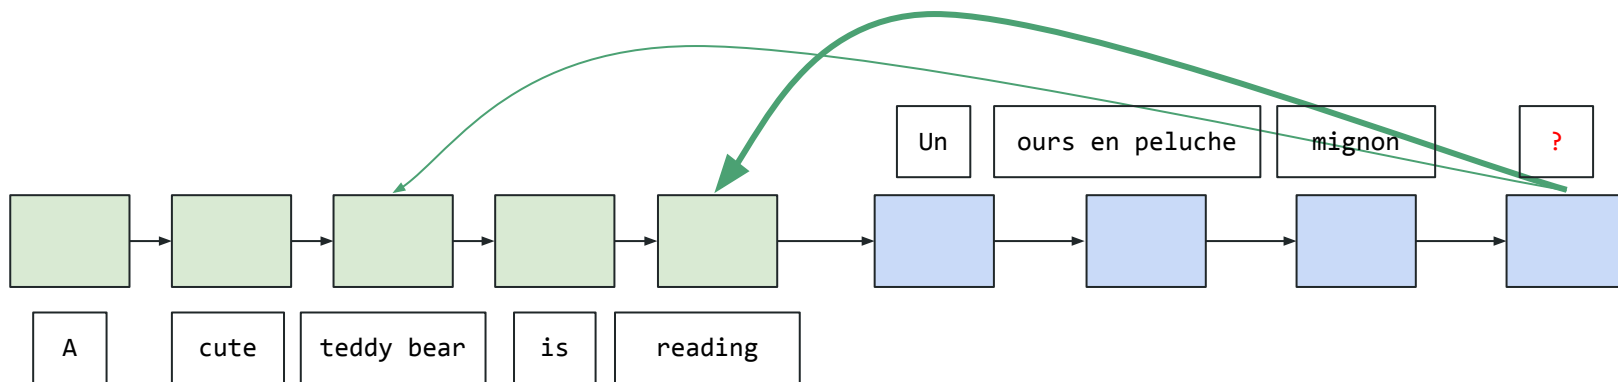 Un ours en peluche mignon ?
A cute teddy bear is reading